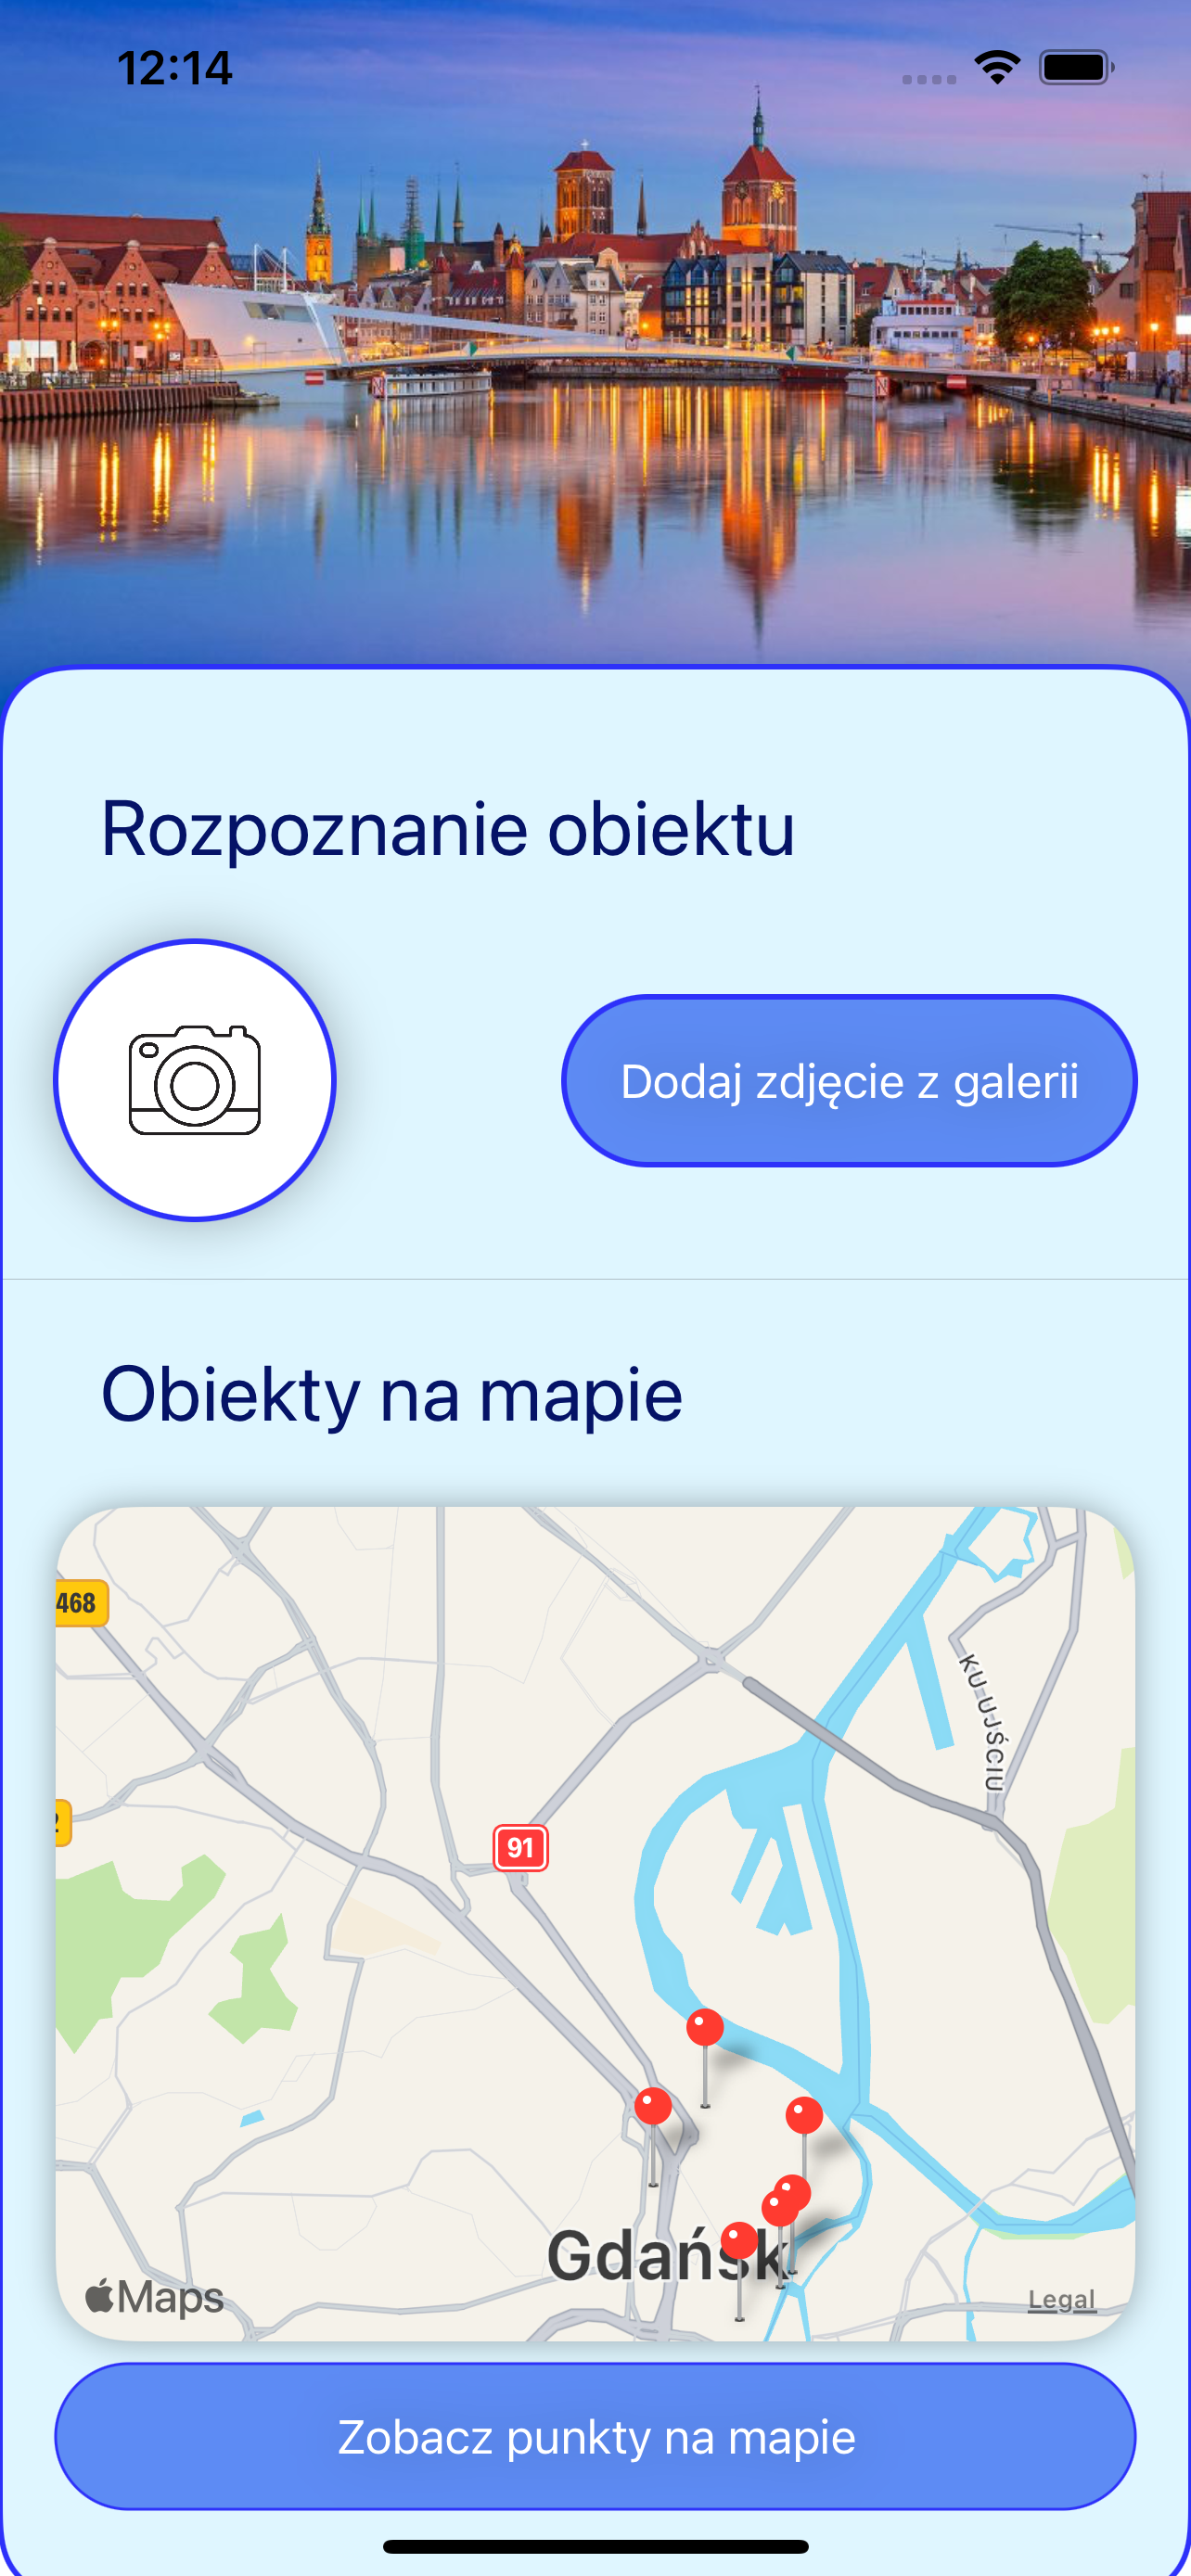 12:14
Rozpoznanie obiektu
Dodaj zdjęcie z galerii
Obiekty na mapie
468
KU UJŚCIU
2
91
Gdańsk
Maps
Legal
Zobacz punkty na mapie